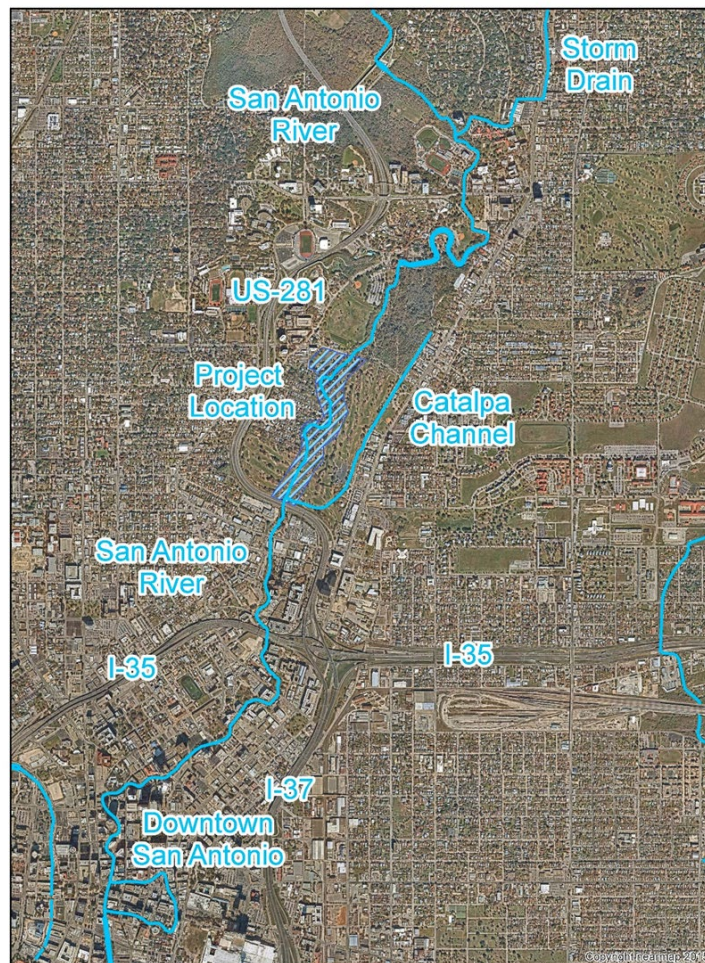 Storm
Drain
San Antonio
River
US-281
Project
Location
Catalpa
Channel
San Antonio
River
I-35
I-35
I-37
Downtown
San Antonio